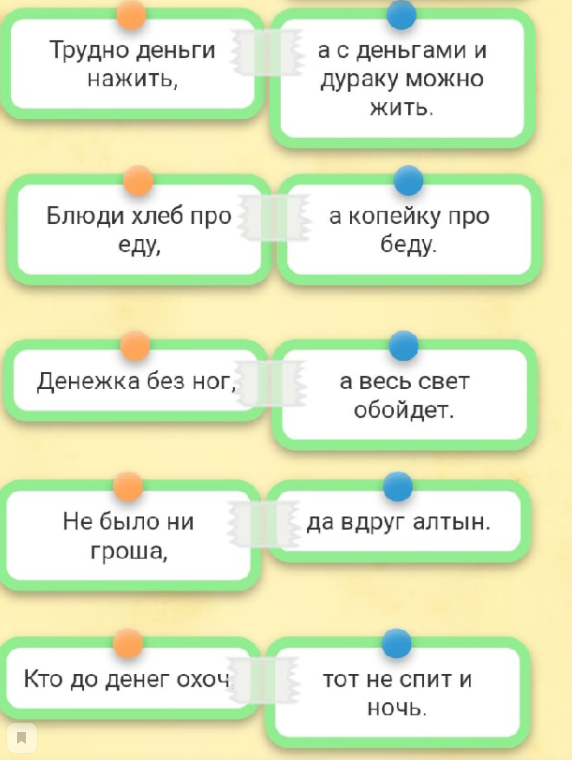 Трудно деньги
нажить,
а с деньгами и
дураку можно
жить.
Блюди хлеб про
еду,
а копейку про
беду.
Денежка без ног,
а весь свет
обойдет.
Не было ни
гроша,
да вдруг алтын.
Кто до денег охоч
тот не спит и
ночь.